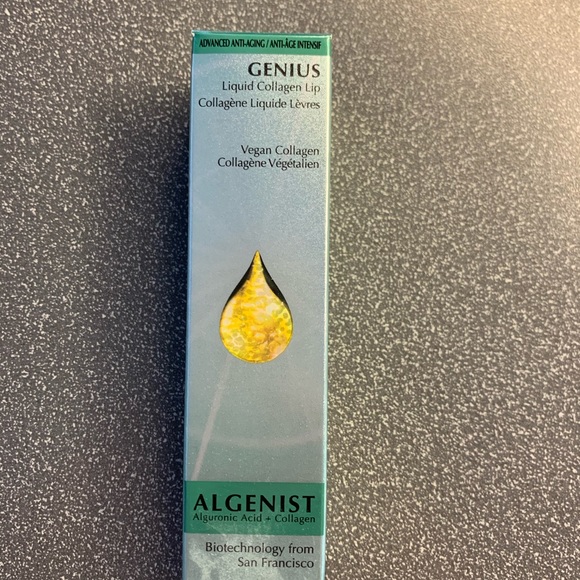 ADVANCED ANTI-AGING / ANTI-ÂGE INTENSIF
GENIUS
Liquid Collagen Lip
Collagène Liquide Lèvres
Vegan Collagen
Collagène Végétalien
ALGENIST
Alguronic Acid + Collagen
Biotechnology from
San Francisco